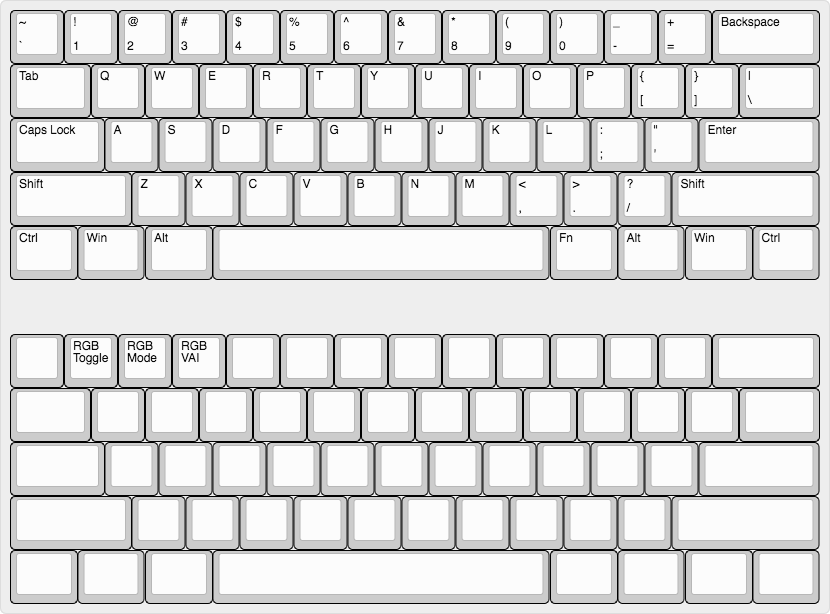 ~ ! @ # $ % ^ & * ( ) _ + Backspace
` 1 2 3 4 5 6 7 8 9 0 - =
Tab Q W E R T Y U I O P { } |
[ ] \
Caps Lock A S D F G H J K L : " Enter
; '
Shift Z X C V B N M < > ? Shift
, . /
Ctrl Win Alt Fn Alt Win Ctrl
RGB RGB RGB
Toggle Mode VAI